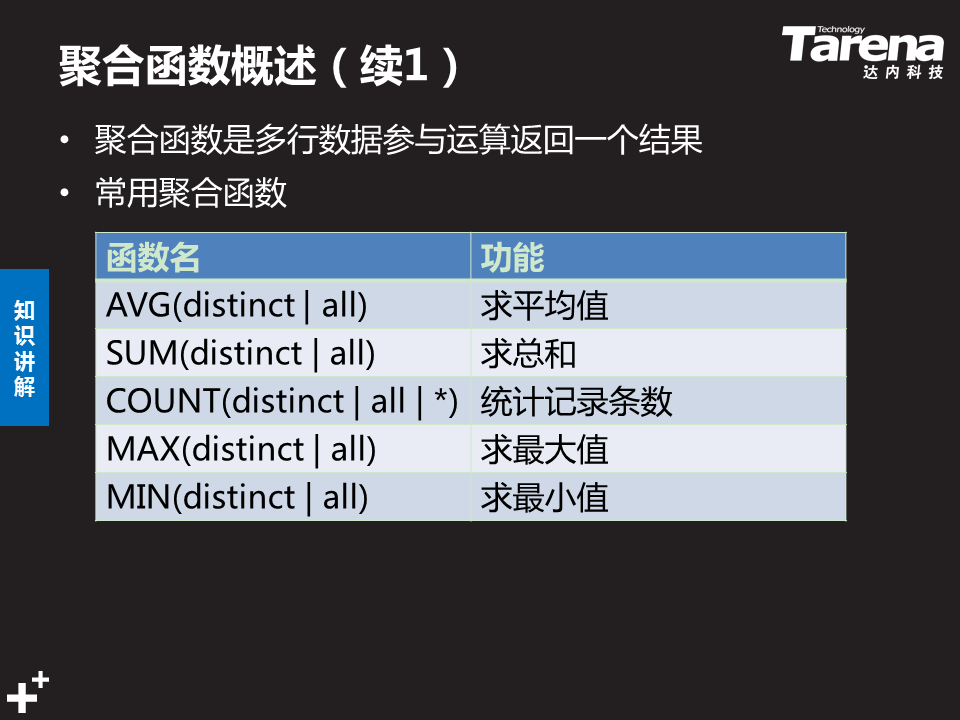 聚合函数概述（续1）
Technology
Tarena
达内科技
• 聚合函数是多行数据参与运算返回一个结果
• 常用聚合函数
函数名 功能
AVG(distinct | all) 求平均值
SUM(distinct | all) 求总和
COUNT(distinct | all | *) 统计记录条数
MAX(distinct | all) 求最大值
MIN(distinct | all) 求最小值
知
识
讲
解